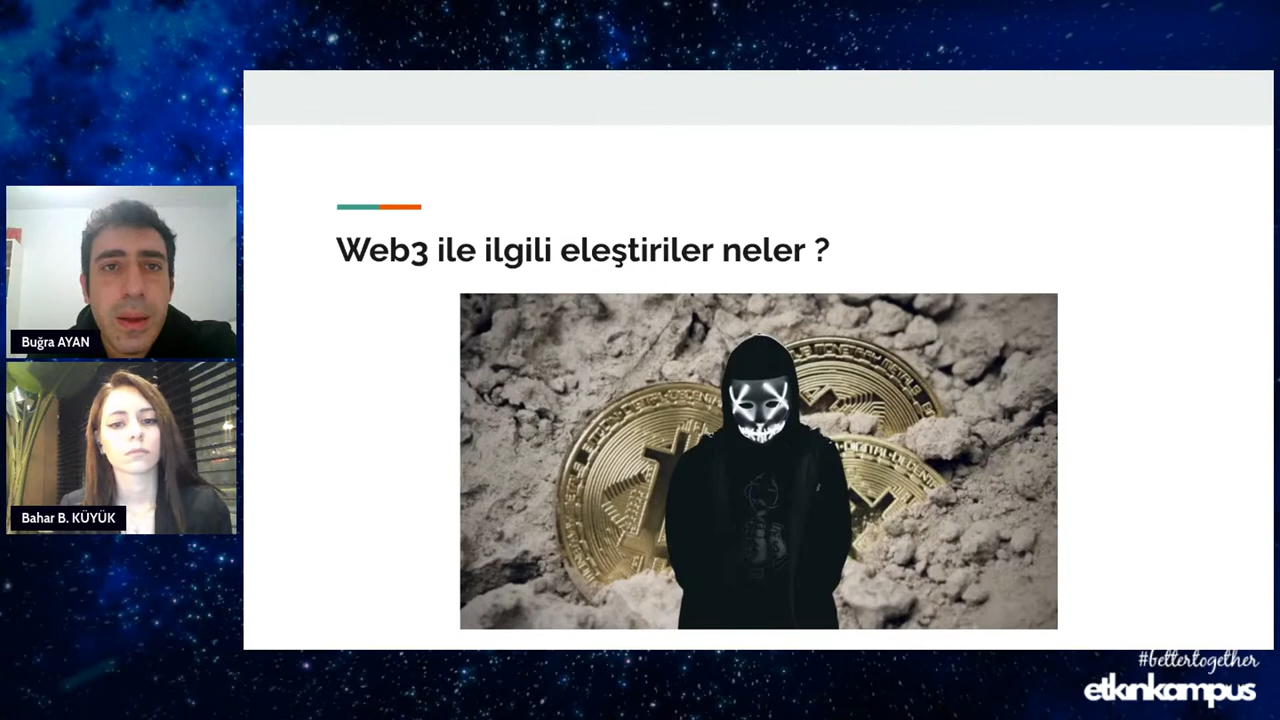 Web3 ile ilgili eleştiriler neler ?
Buğra AYAN
Bahar B. KÜYÜK
#bettertogether
etkinkampus